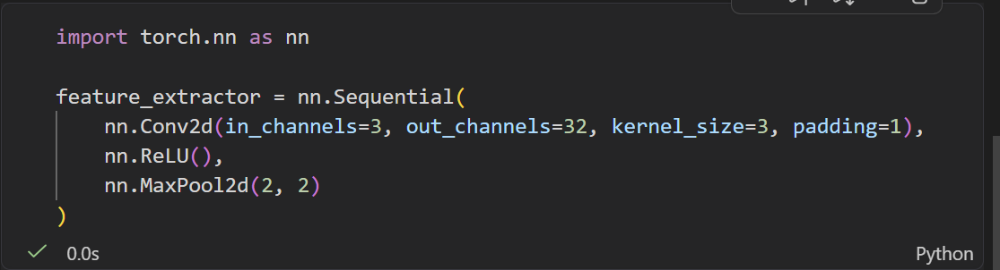 import torch.nn as nn
feature_extractor = nn.Sequential(
    nn.Conv2d(in_channels=3, out_channels=32, kernel_size=3, padding=1),
    nn.ReLU(),
    nn.MaxPool2d(2, 2)
)
0.0s
Python